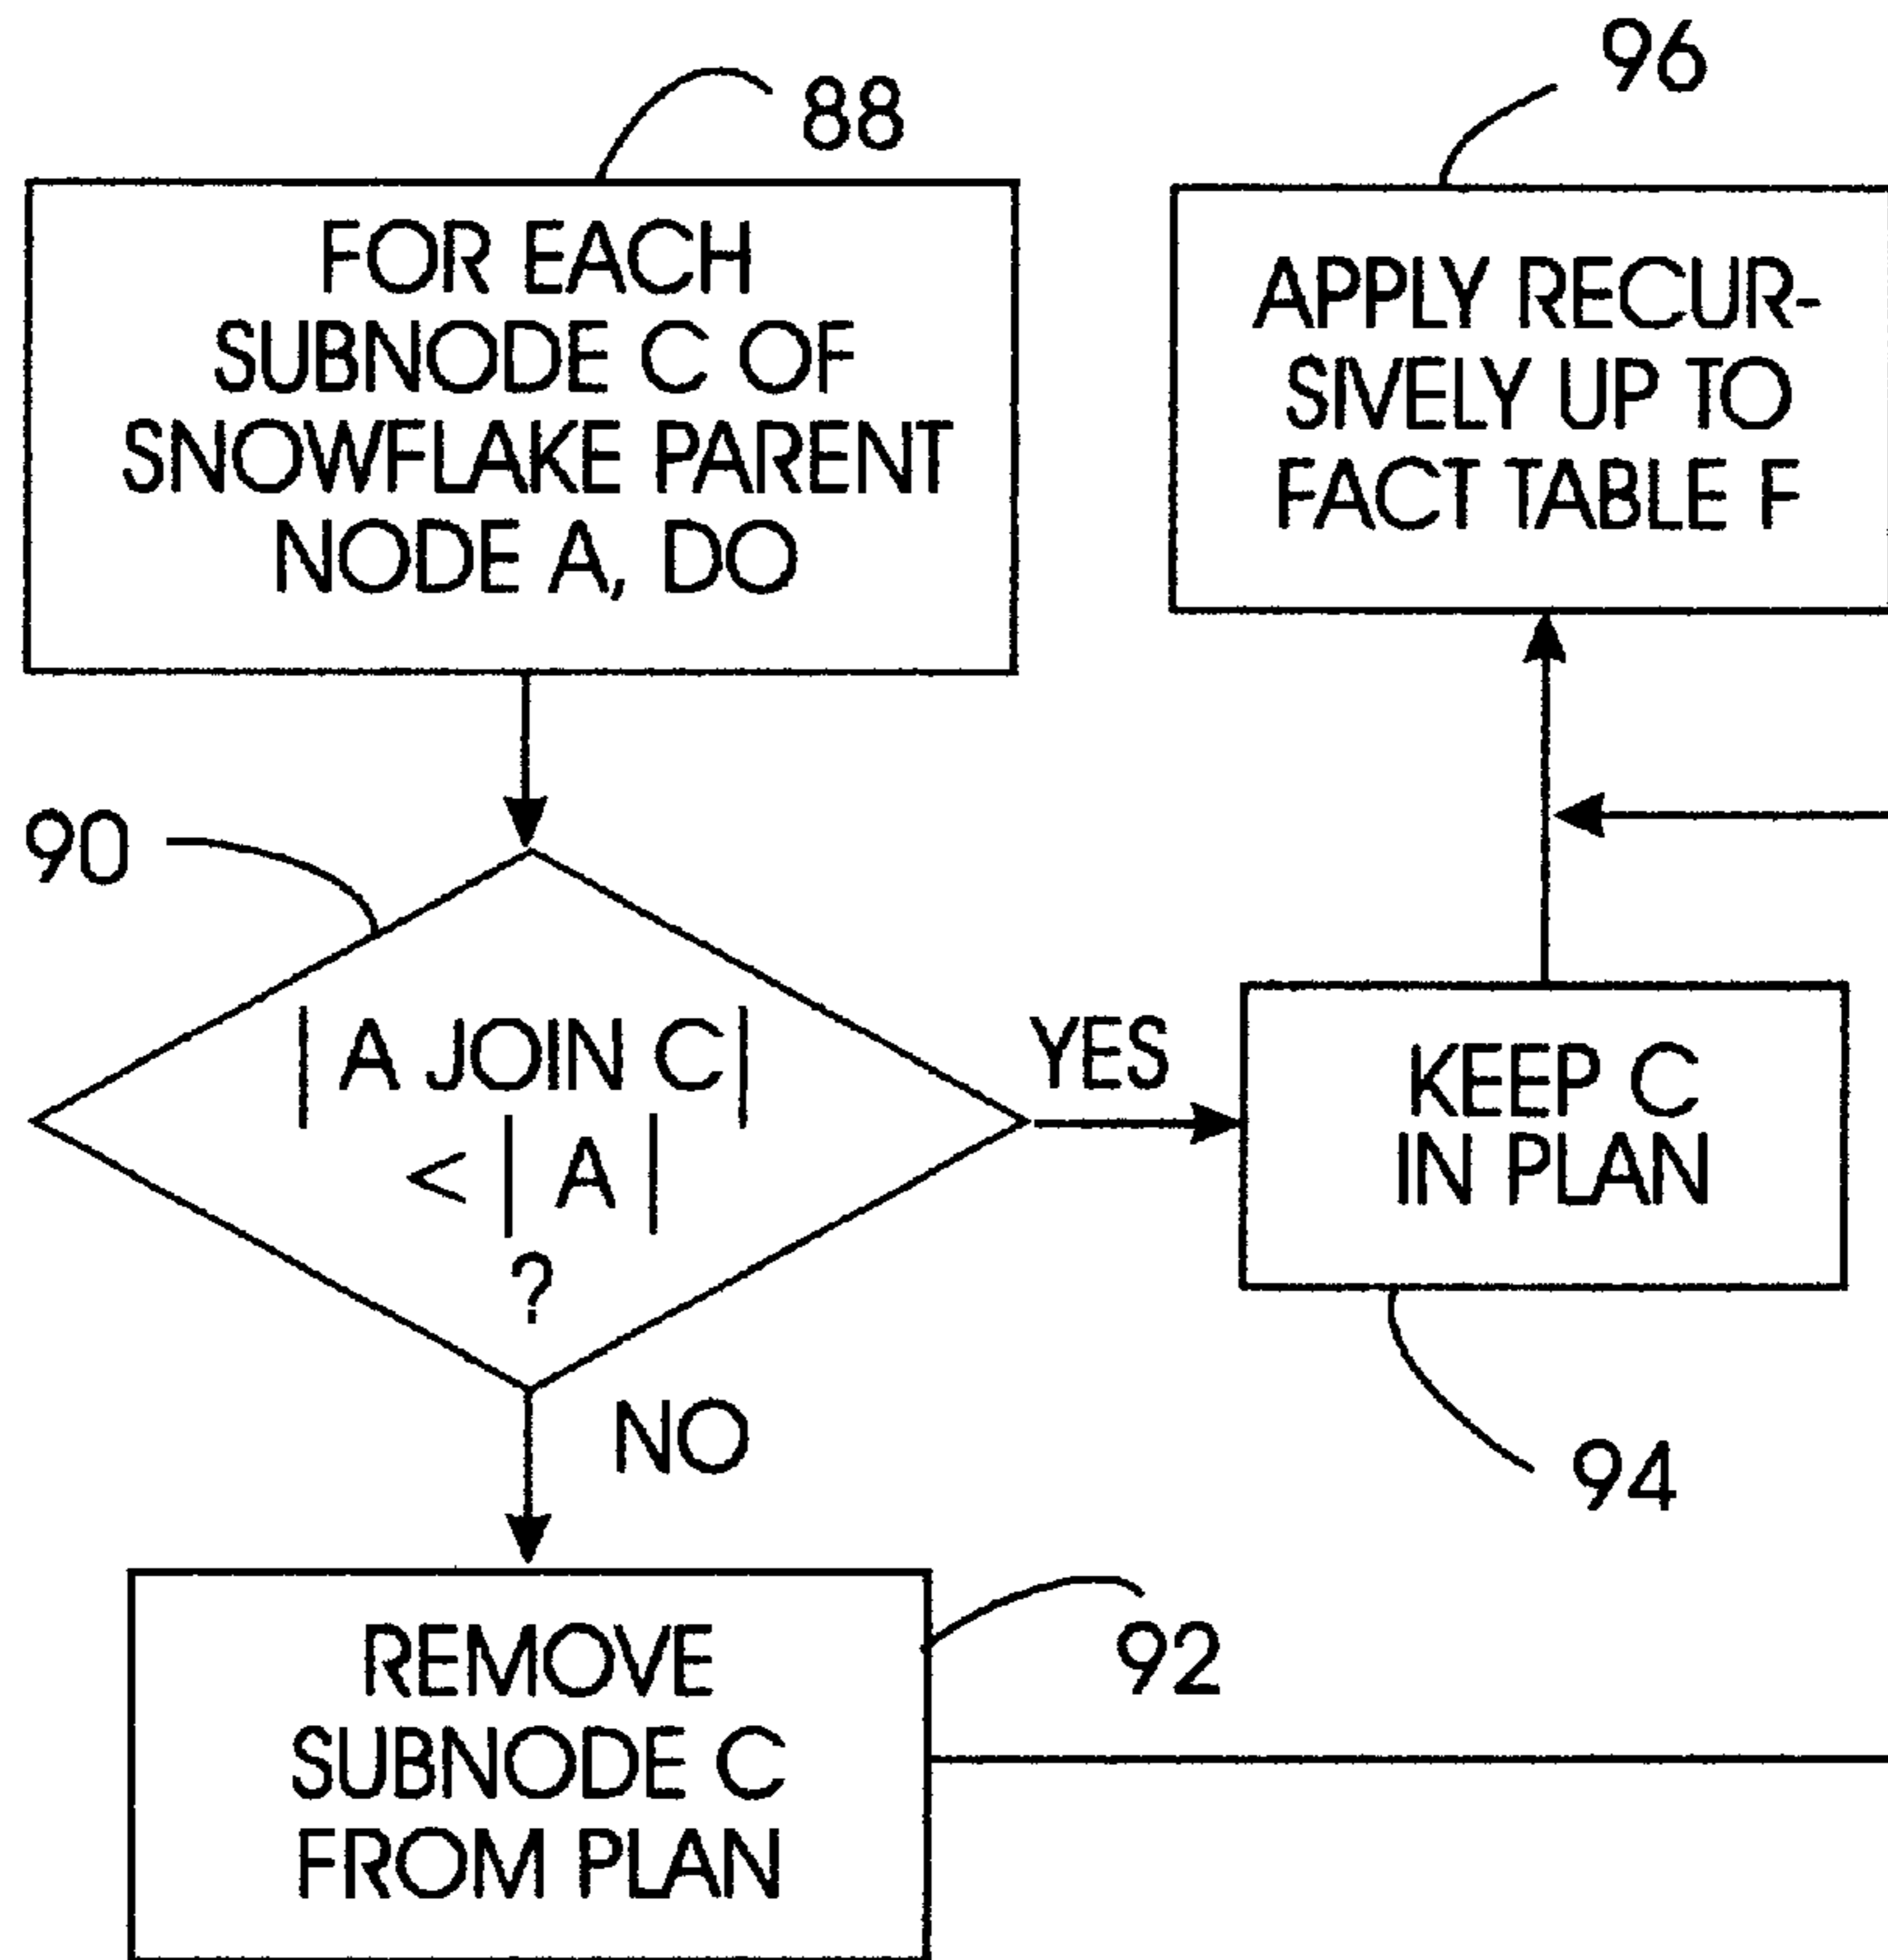 88
FOR EACH
SUBNODE C OF
SNOWFLAKE PARENT
NODE A, DO
96
APPLY RECUR-
SIVELY UP TO
FACT TABLE F
90
| A JOIN C|
<| A |
?
YES
KEEP C
IN PLAN
94
NO
REMOVE
SUBNODE C
FROM PLAN
92